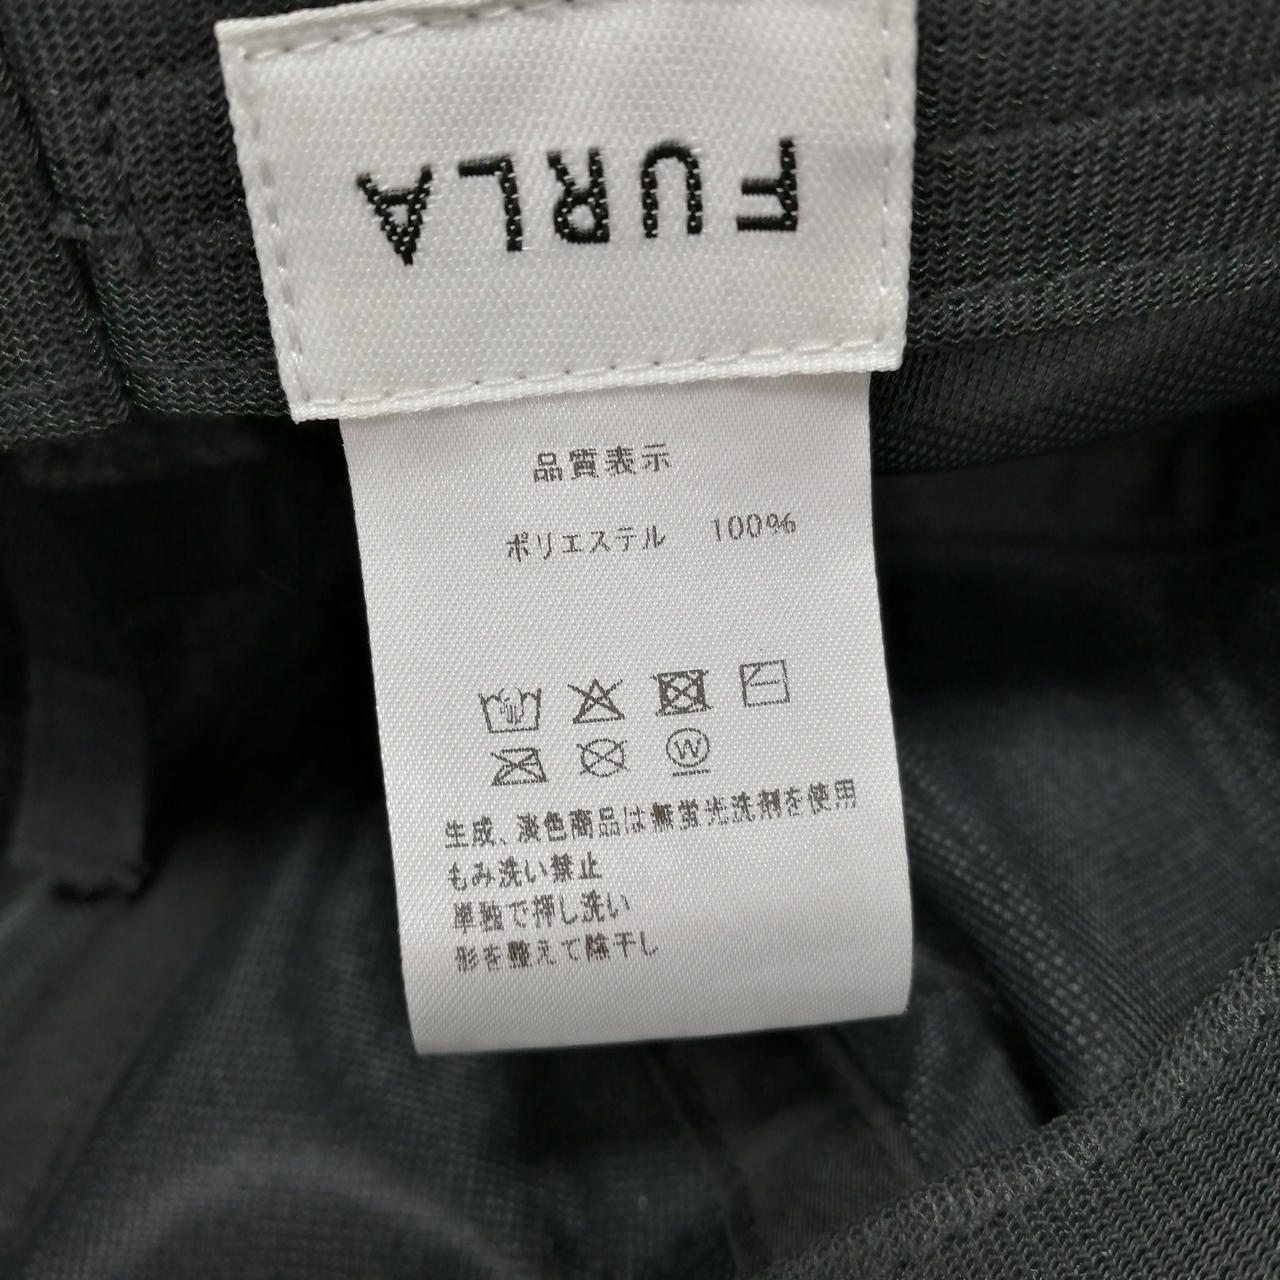 FURLA
品質表示
ポリエステル 100%
W
生成、淡色商品は無蛍光洗剤を使用
もみ洗い禁止
単独で押し洗い
形を整えて陰干し